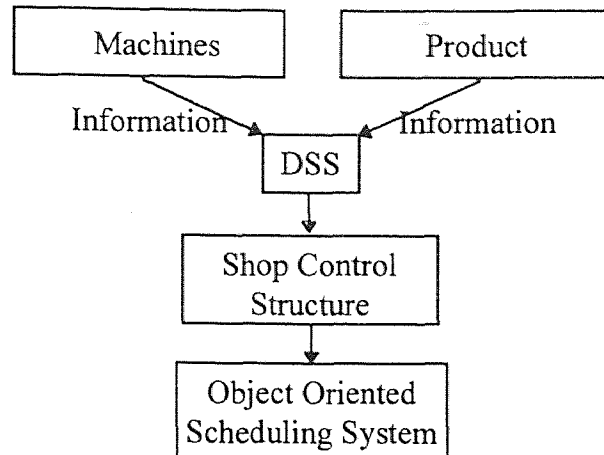 Machines
Product
Information
Information
DSS
Shop Control
Structure
Object Oriented
Scheduling System